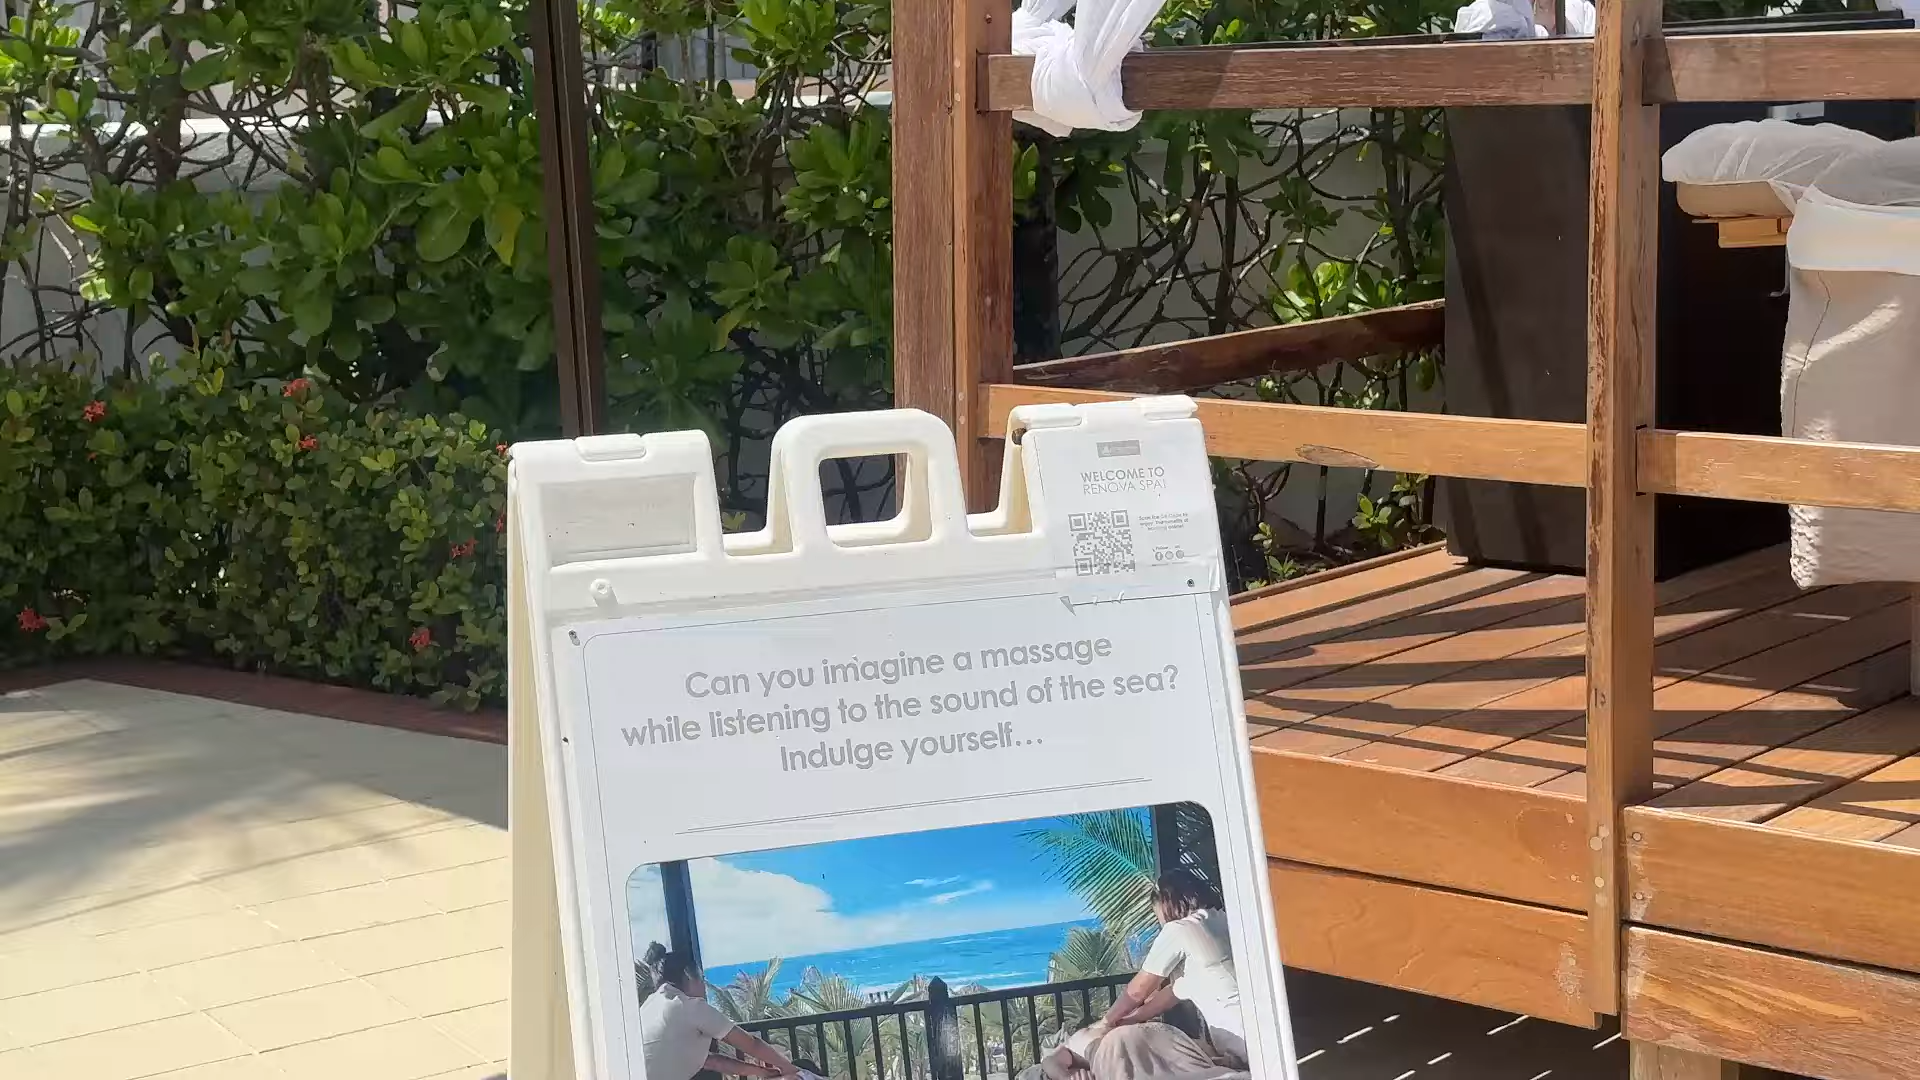 WELCOME TO
RENOVA SPA!
Can you imagine a massage
while listening to the sound of the sea?
Indulge yourself...